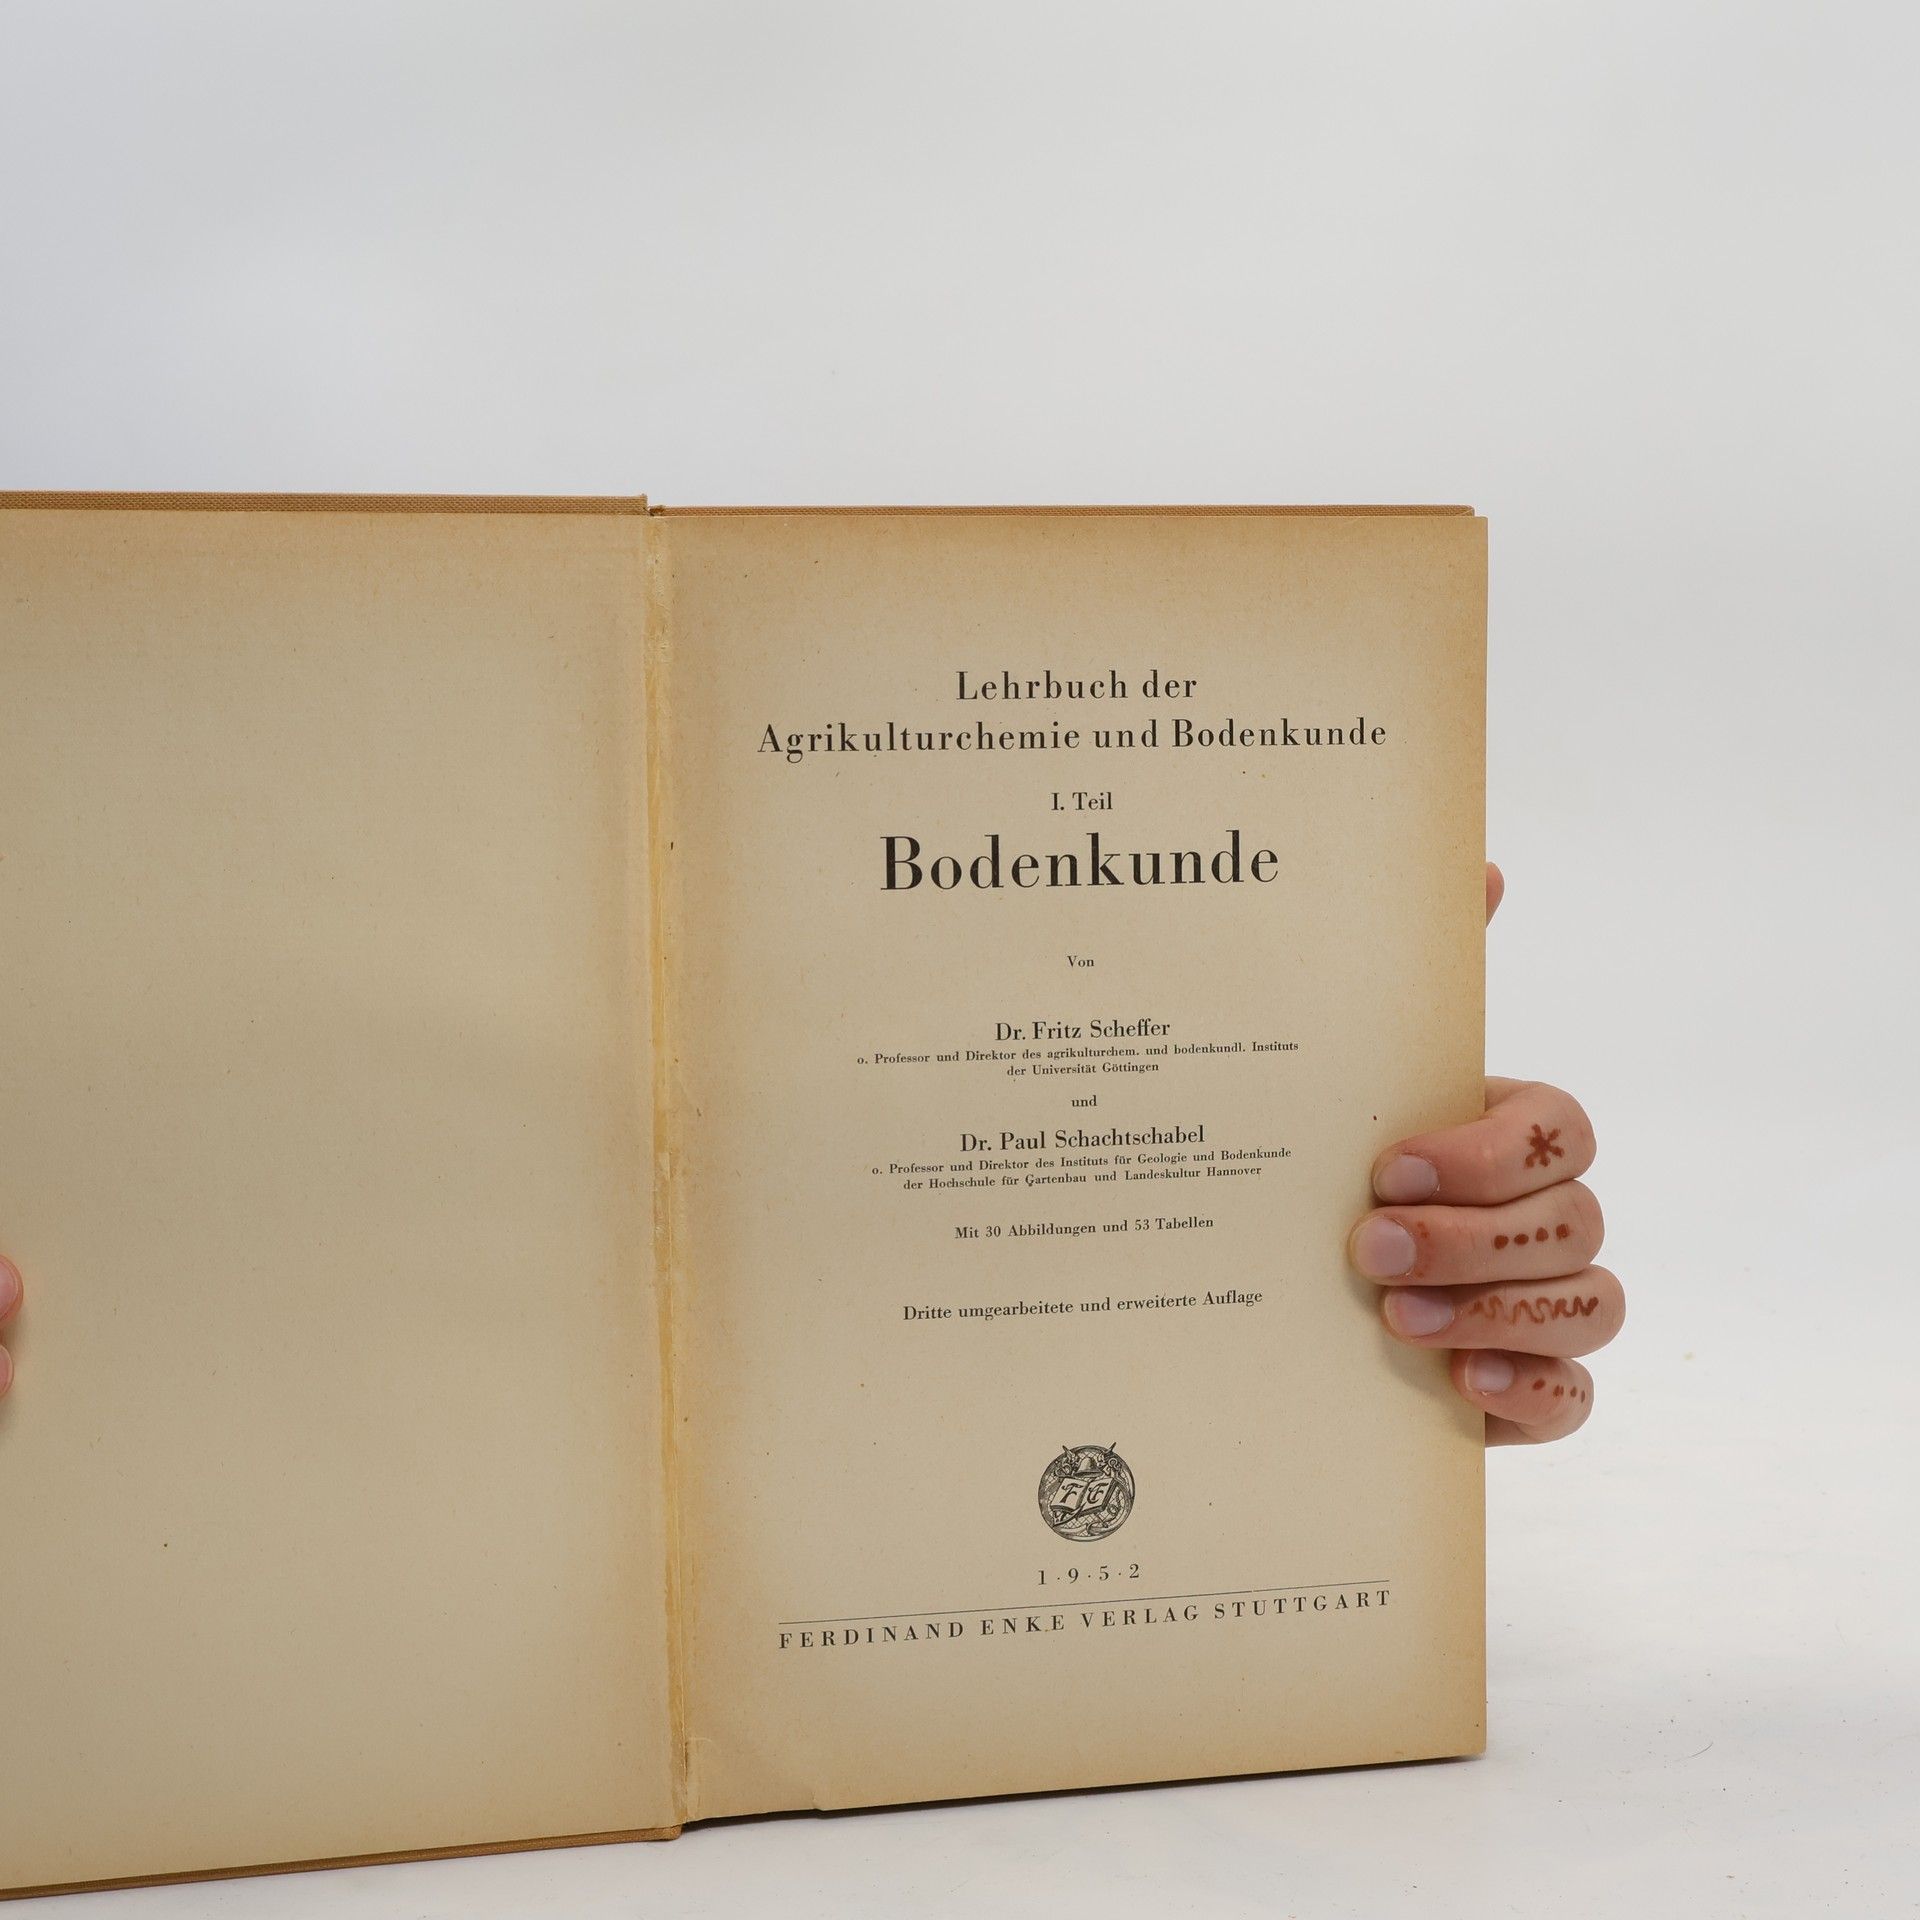 Lehrbuch der
Agrikulturchemie und Bodenkunde
I. Teil
Bodenkunde
Von
Dr. Fritz Scheffer
o. Professor und Direktor des agrikulturchem. und bodenkundl. Instituts
der Universität Göttingen
und
Dr. Paul Schachtschabel
o. Professor und Direktor des Instituts für Geologie und Bodenkunde
der Hochschule für Gartenbau und Landeskultur Hannover
Mit 30 Abbildungen und 53 Tabellen
Dritte umgearbeitete und erweiterte Auflage
F E
1 · 9 · 5 · 2
FERDINAND ENKE VERLAG STUTTGART